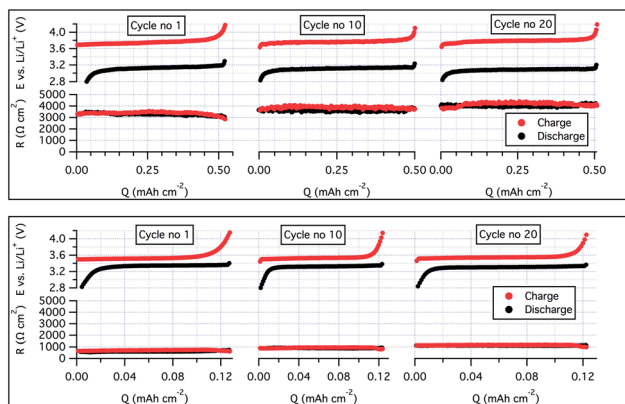 Cycle no 1
Cycle no 10
Cycle no 20
E vs. Li/Li⁺ (V)
4.0
3.6
3.2
2.8
R (Ω cm²)
5000
4000
3000
2000
1000
0
Charge
Discharge
0.00 0.25 0.50
0.00 0.25 0.50
0.00 0.25 0.50
Q (mAh cm⁻²)
Q (mAh cm⁻²)
Q (mAh cm⁻²)
Cycle no 1
Cycle no 10
Cycle no 20
E vs. Li/Li⁺ (V)
4.0
3.6
3.2
2.8
R (Ω cm²)
5000
4000
3000
2000
1000
0
Charge
Discharge
0.00 0.04 0.08 0.12
0.00 0.04 0.08 0.12
0.00 0.04 0.08 0.12
Q (mAh cm⁻²)
Q (mAh cm⁻²)
Q (mAh cm⁻²)